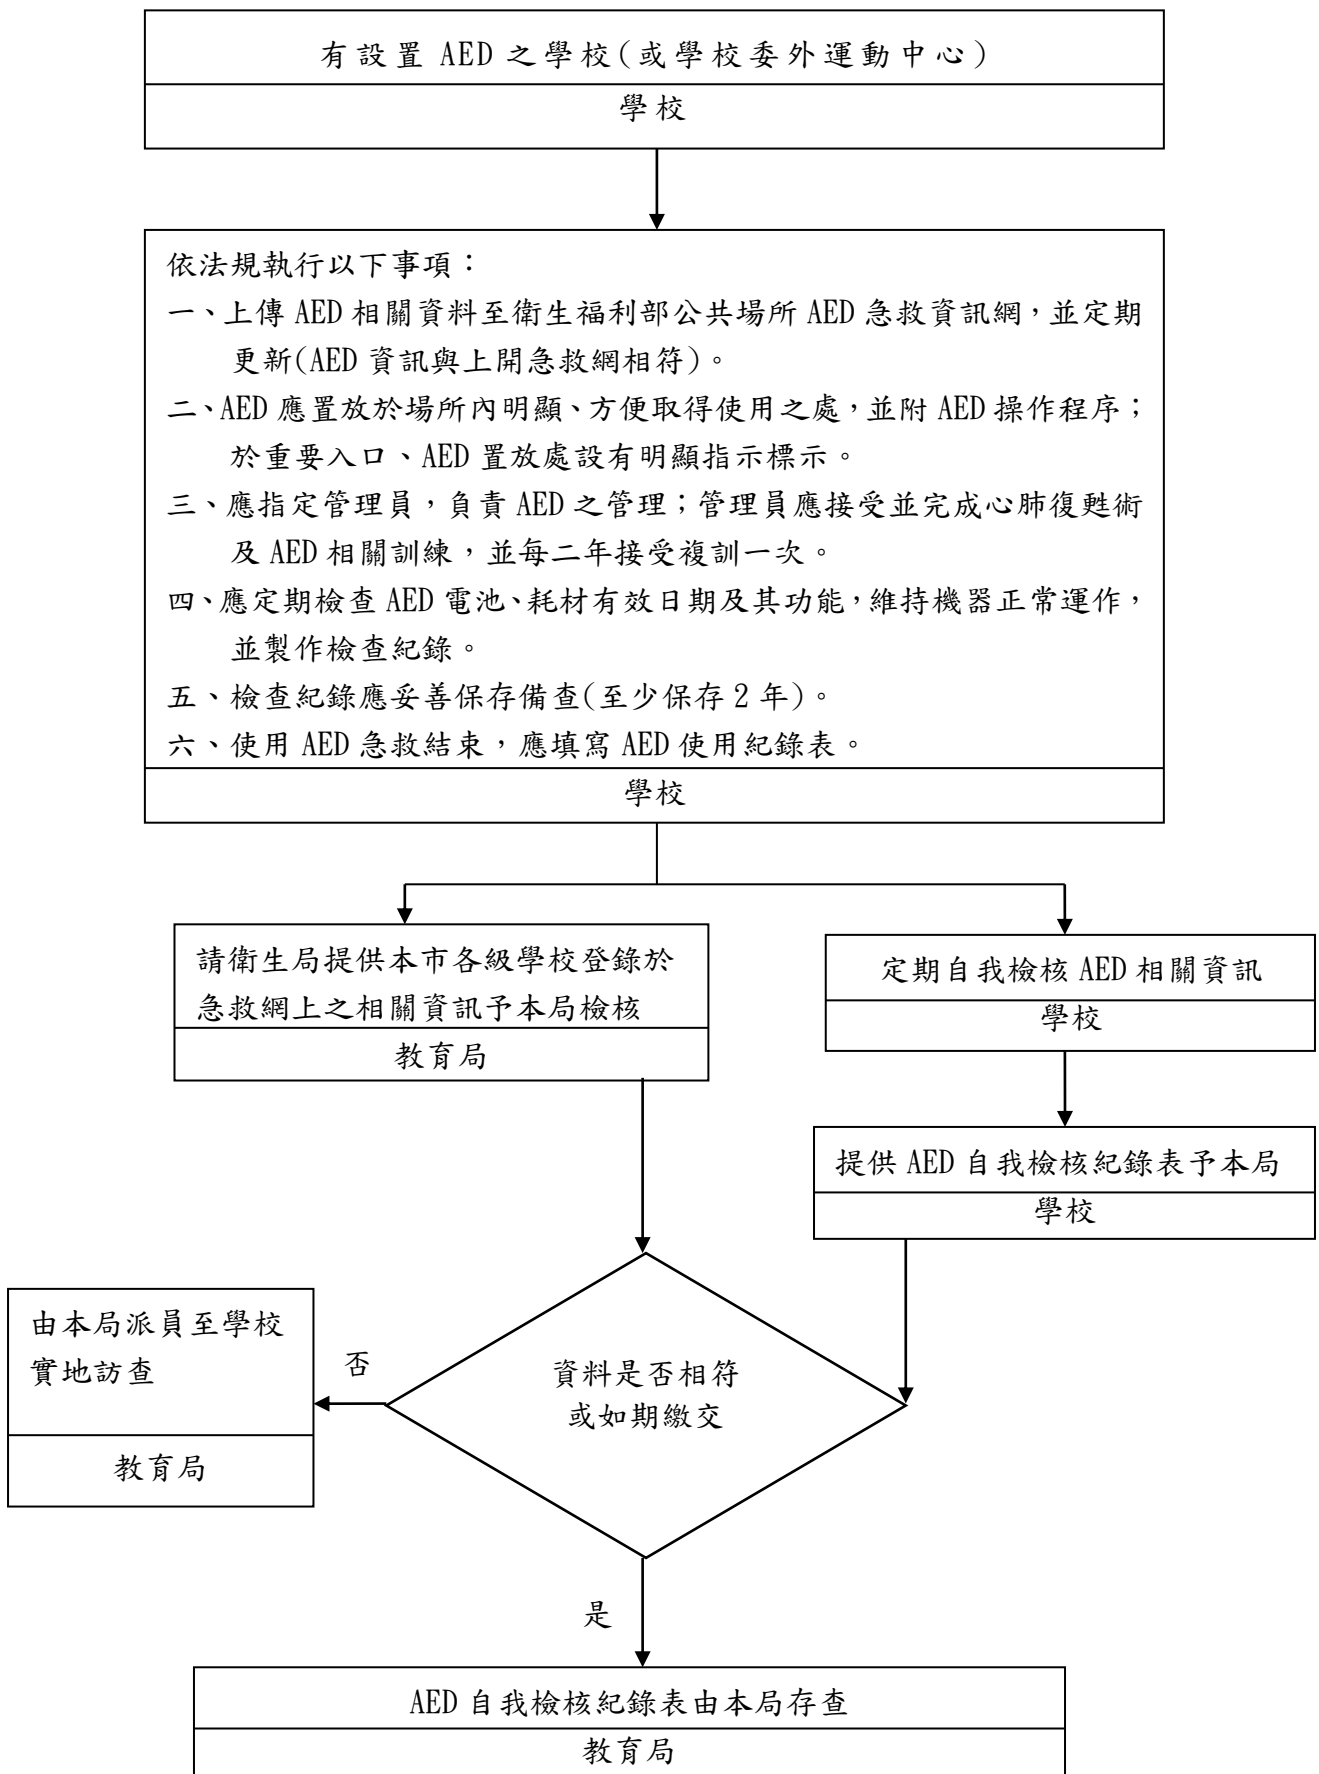 有設置 AED 之學校(或學校委外運動中心)
學校
依法規執行以下事項：
一、上傳 AED 相關資料至衛生福利部公共場所 AED 急救資訊網，並定期
更新(AED 資訊與上開急救網相符)。
二、AED 應置放於場所內明顯、方便取得使用之處，並附 AED 操作程序；
於重要入口、AED 置放處設有明顯指示標示。
三、應指定管理員，負責 AED 之管理；管理員應接受並完成心肺復甦術
及 AED 相關訓練，並每二年接受複訓一次。
四、應定期檢查 AED 電池、耗材有效日期及其功能，維持機器正常運作，
並製作檢查紀錄。
五、檢查紀錄應妥善保存備查(至少保存 2 年)。
六、使用 AED 急救結束，應填寫 AED 使用紀錄表。
學校
請衛生局提供本市各級學校登錄於
急救網上之相關資訊予本局檢核
教育局
定期自我檢核 AED 相關資訊
學校
提供 AED 自我檢核紀錄表予本局
學校
由本局派員至學校
實地訪查
教育局
否
資料是否相符
或如期繳交
是
AED 自我檢核紀錄表由本局存查
教育局